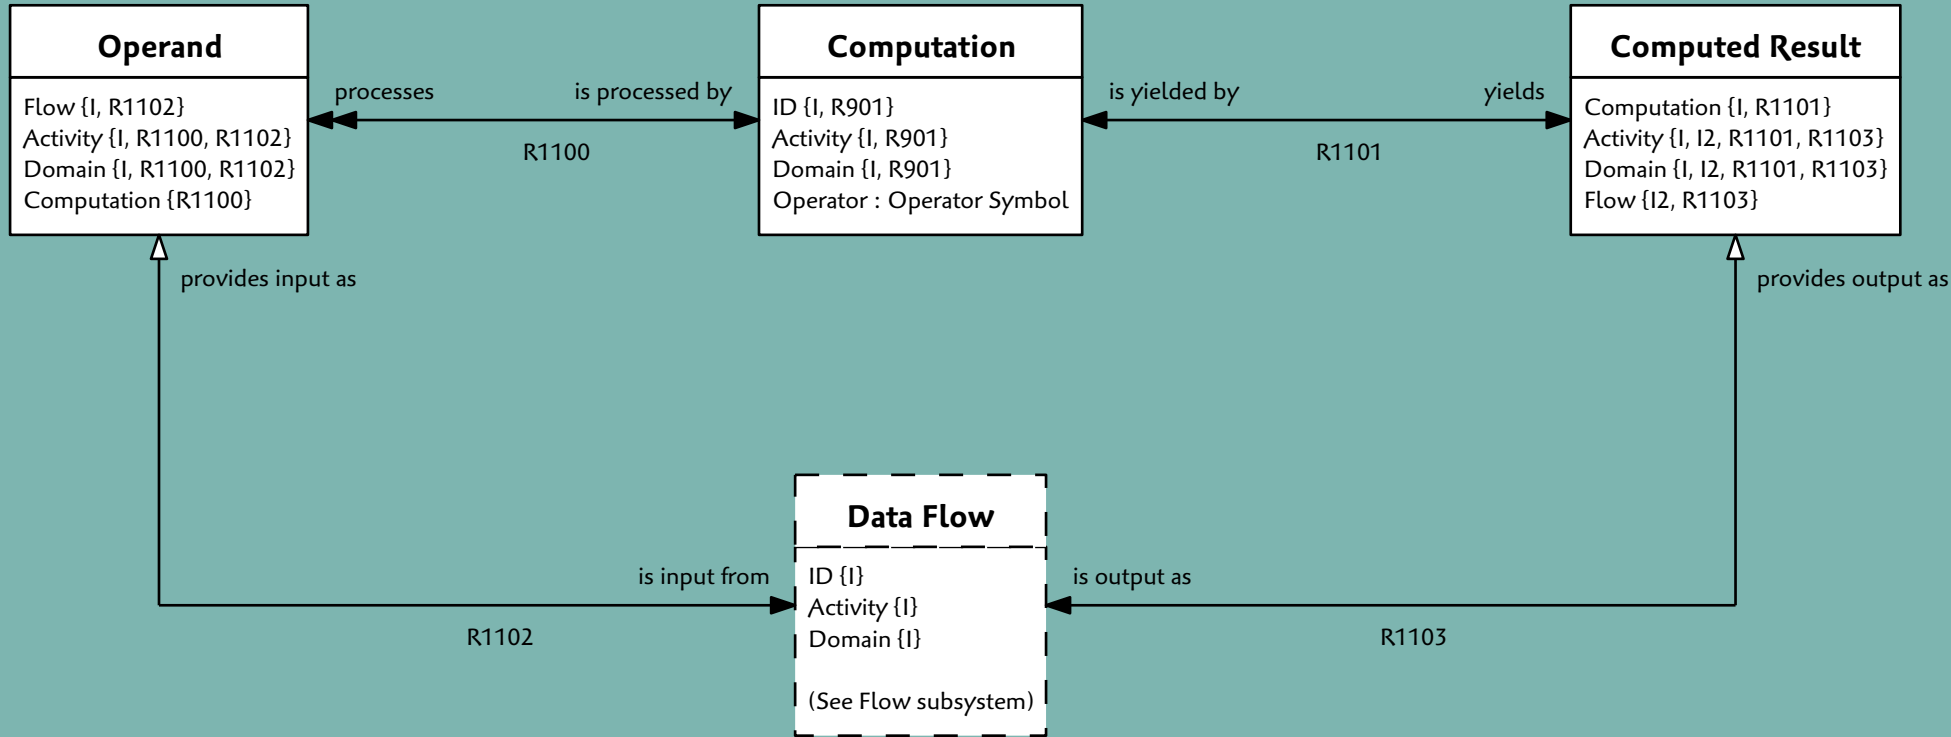 Operand
Flow {I, R1102}
Activity {I, R1100, R1102}
Domain {I, R1100, R1102}
Computation {R1100}
processes
is processed by
R1100
Computation
ID {I, R901}
Activity {I, R901}
Domain {I, R901}
Operator : Operator Symbol
is yielded by
yields
R1101
Computed Result
Computation {I, R1101}
Activity {I, I2, R1101, R1103}
Domain {I, I2, R1101, R1103}
Flow {I2, R1103}
provides input as
provides output as
is input from
R1102
Data Flow
ID {I}
Activity {I}
Domain {I}
(See Flow subsystem)
is output as
R1103